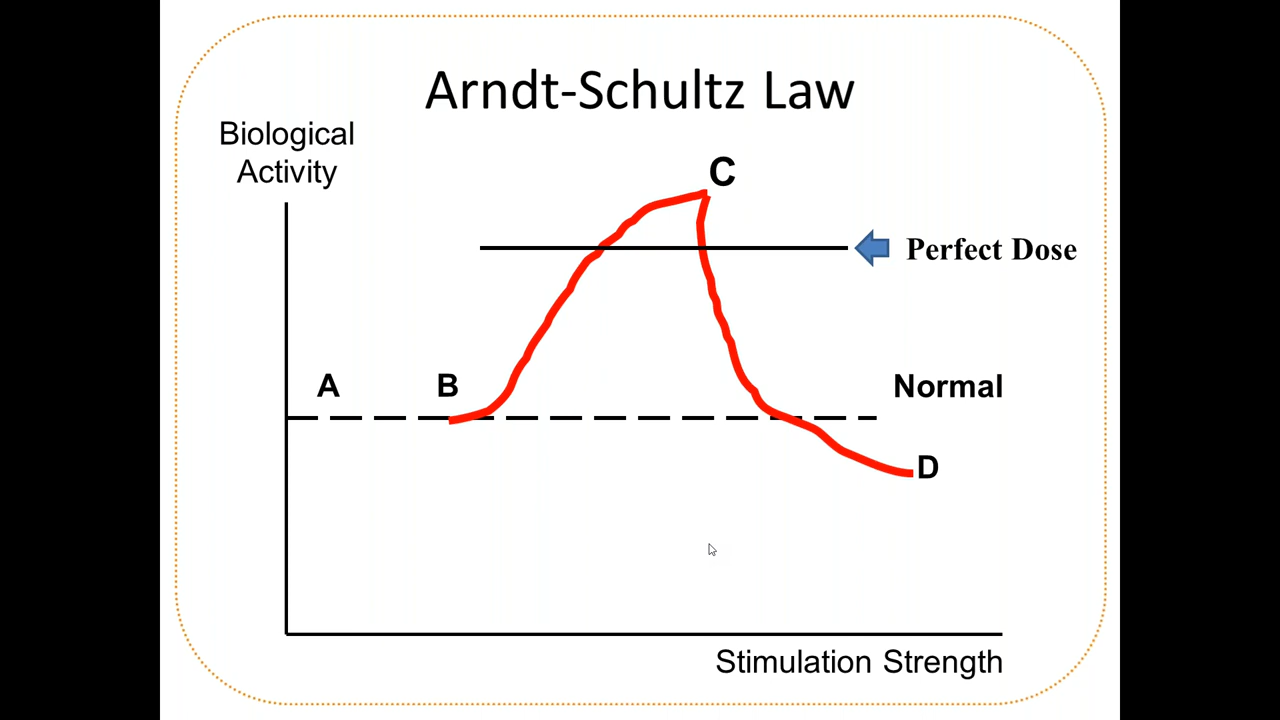 Arndt-Schultz Law
Biological
Activity
C
Perfect Dose
A
B
Normal
D
Stimulation Strength